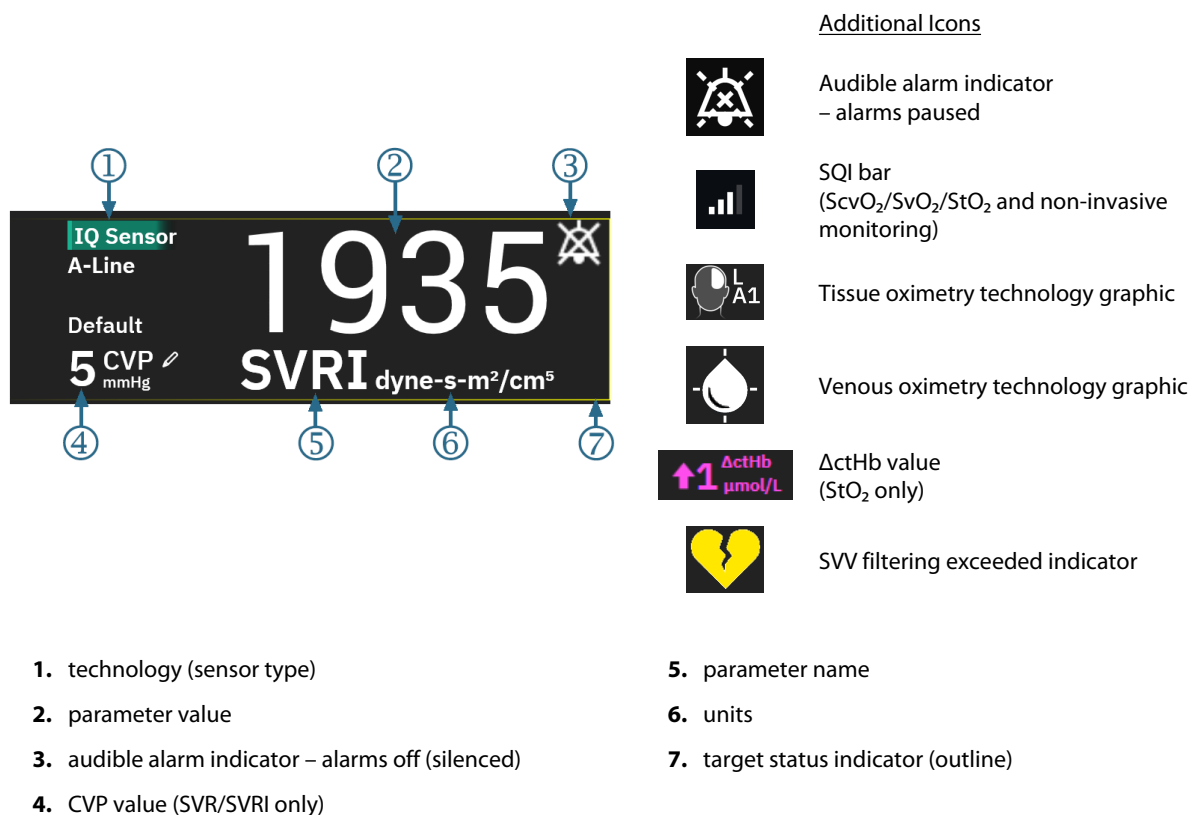 Additional Icons
Audible alarm indicator
– alarms paused
SQI bar
(ScvO₂/SvO₂/StO₂ and non-invasive
monitoring)
L
A1
Tissue oximetry technology graphic
Venous oximetry technology graphic
1 ΔctHb
μmol/L
ΔctHb value
(StO₂ only)
SVV filtering exceeded indicator
① ② ③
IQ Sensor
A-Line
1935
Default
5 CVP
mmHg
SVRI dyne-s-m²/cm⁵
④ ⑤ ⑥ ⑦
1. technology (sensor type)
2. parameter value
3. audible alarm indicator – alarms off (silenced)
4. CVP value (SVR/SVRI only)
5. parameter name
6. units
7. target status indicator (outline)